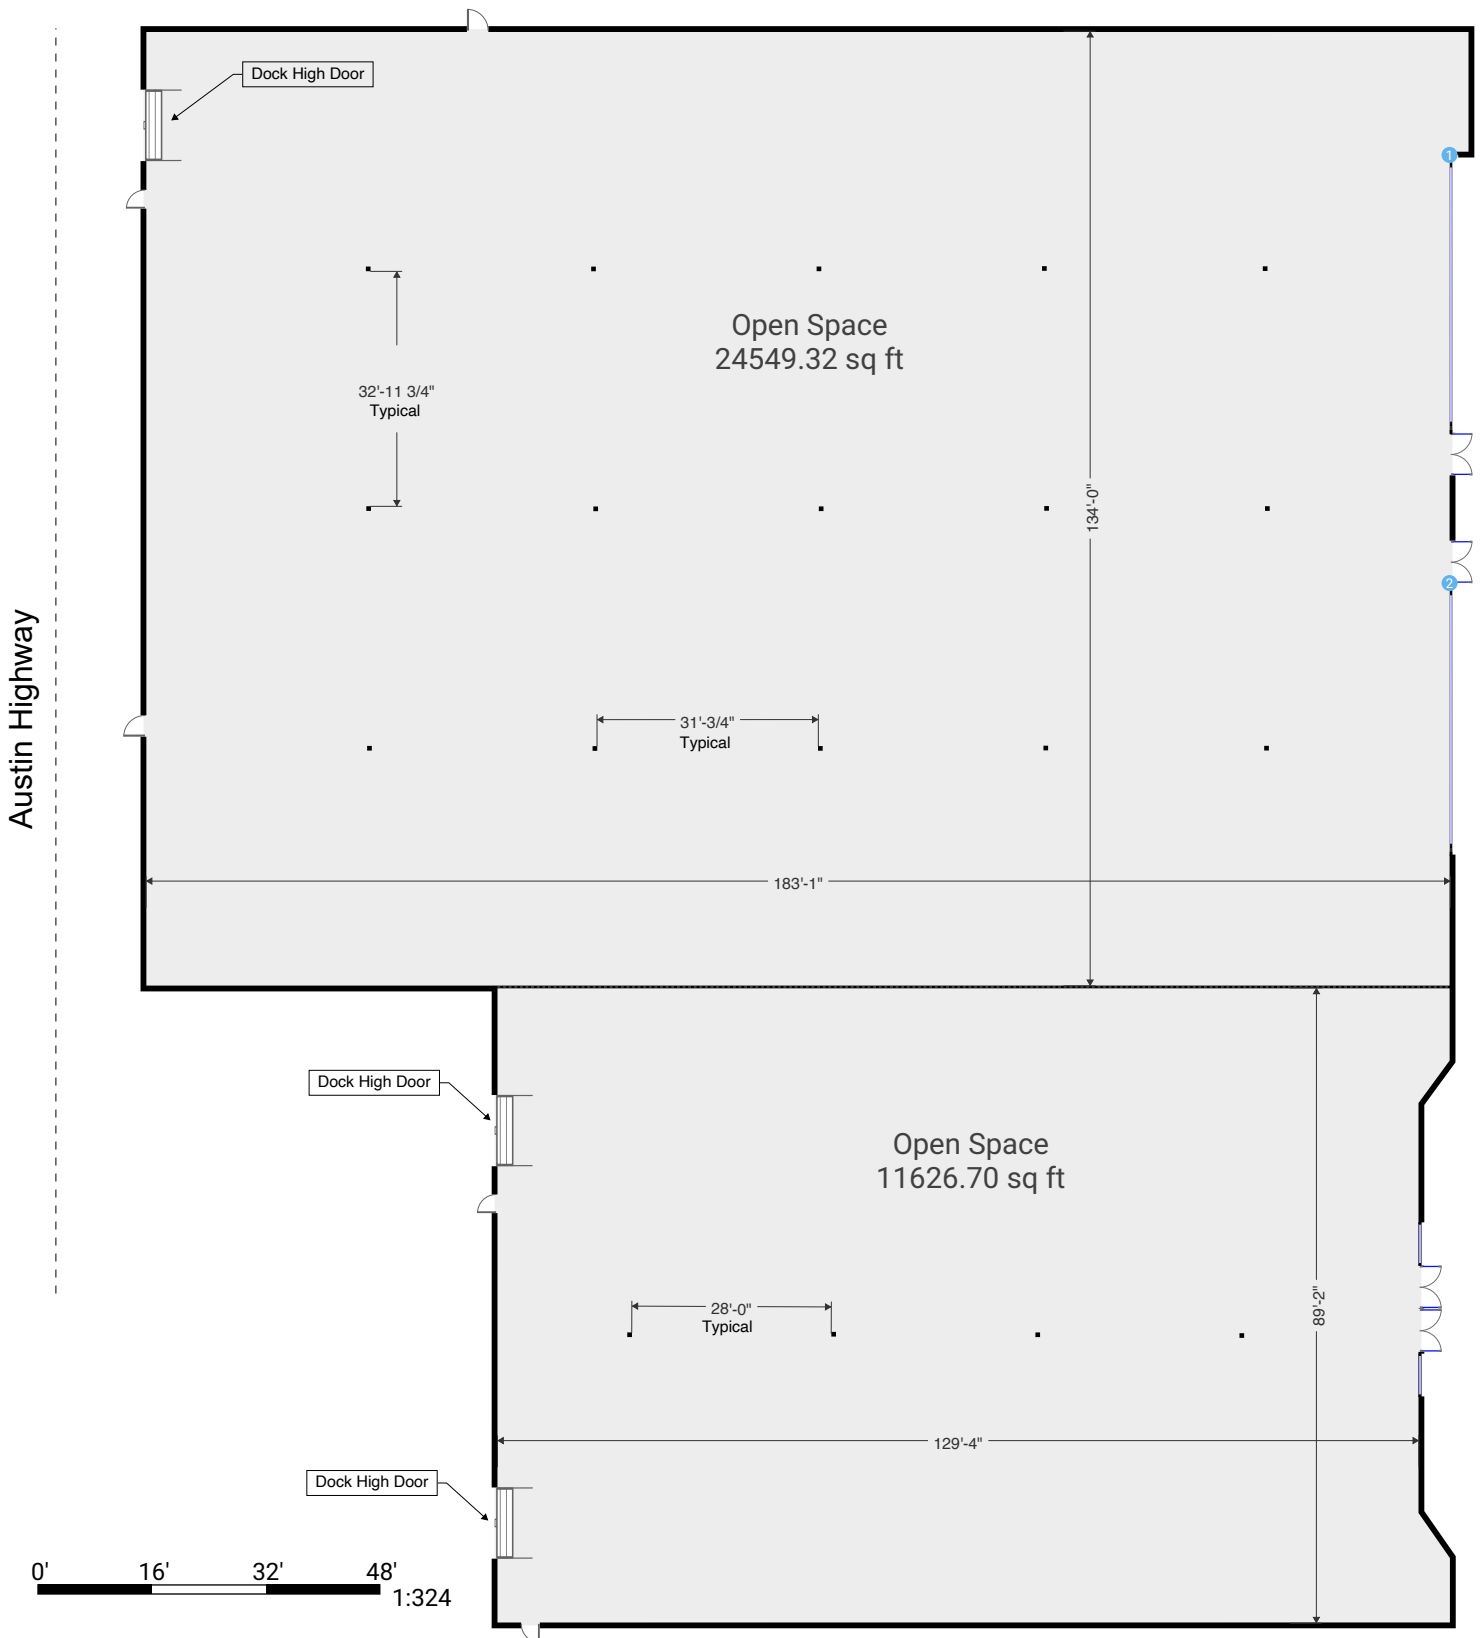 Dock High Door
1
Open Space
24549.32 sq ft
32'-11 3/4"
Typical
134'-0"
2
Austin Highway
31'-3/4"
Typical
183'-1"
Dock High Door
Open Space
11626.70 sq ft
28'-0"
Typical
89'-2"
129'-4"
Dock High Door
0' 16' 32' 48'
1:324